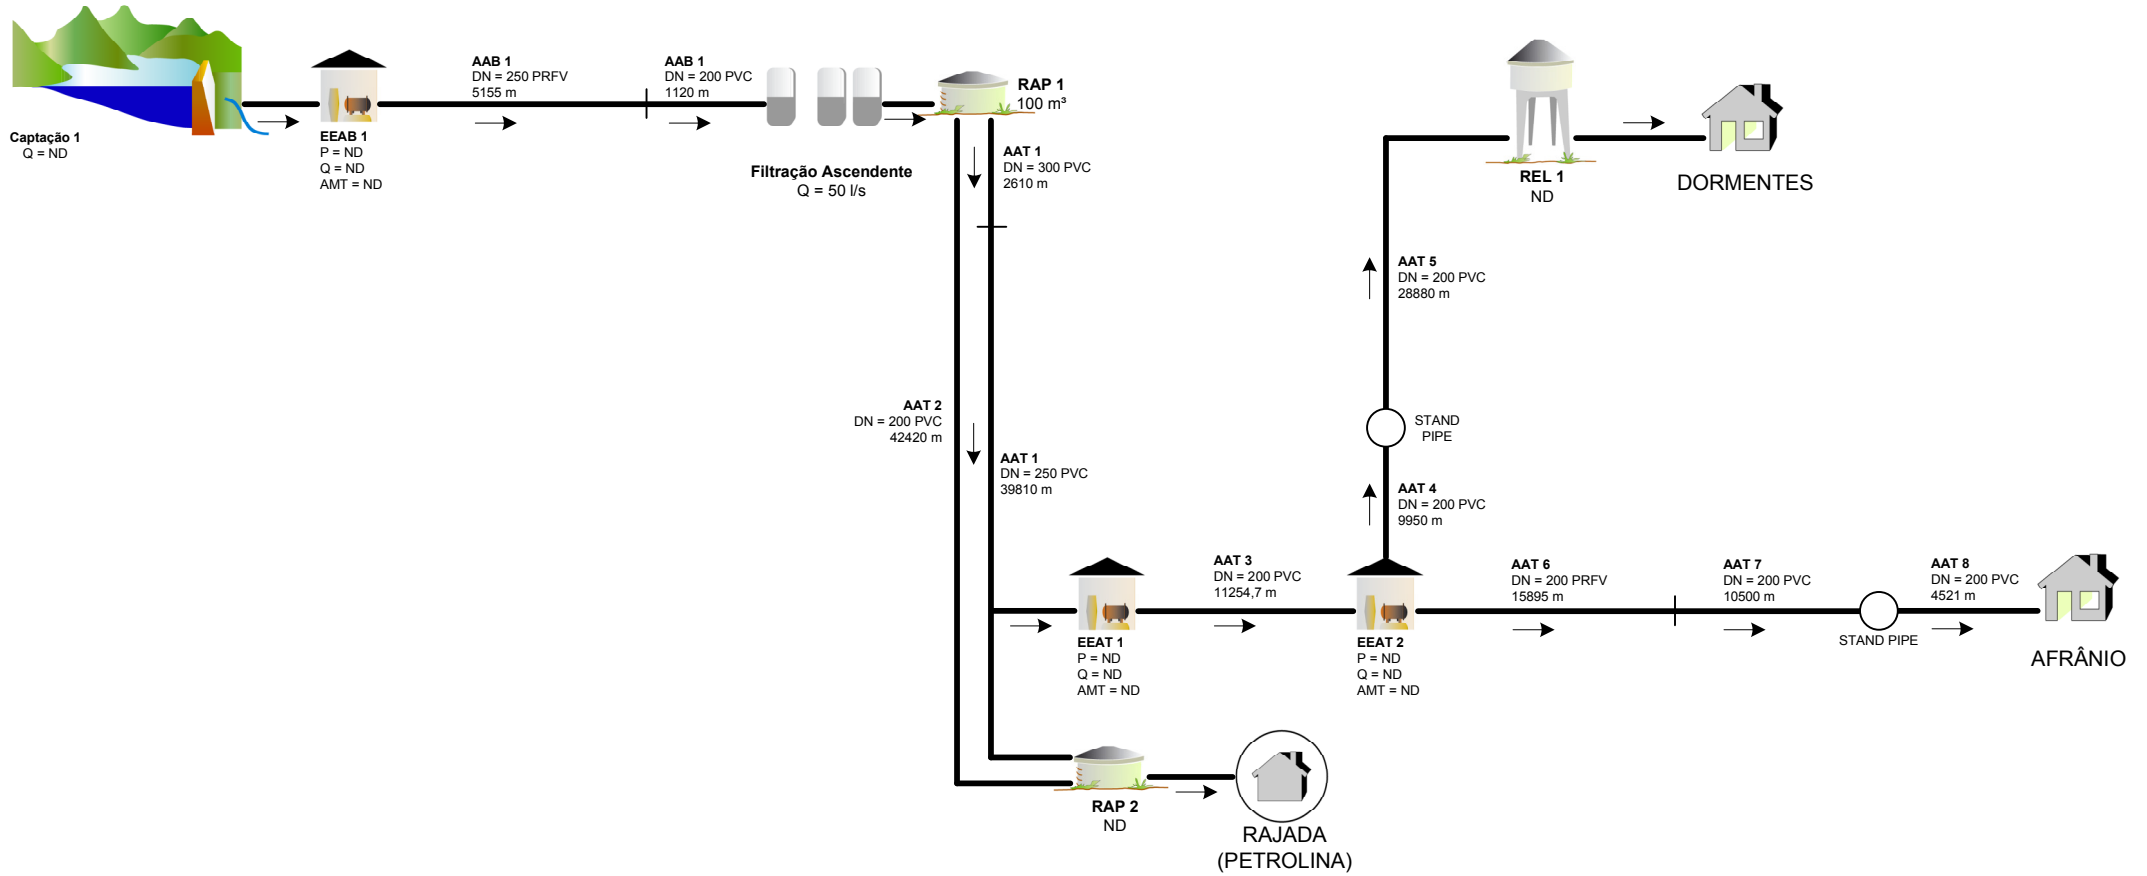 Captação 1
Q = ND
EEAB 1
P = ND
Q = ND
AMT = ND
AAB 1
DN = 250 PRFV
5155 m
AAB 1
DN = 200 PVC
1120 m
Filtração Ascendente
Q = 50 l/s
RAP 1
100 m³
AAT 1
DN = 300 PVC
2610 m
AAT 2
DN = 200 PVC
42420 m
AAT 1
DN = 250 PVC
39810 m
REL 1
ND
DORMENTES
AAT 5
DN = 200 PVC
28880 m
STAND
PIPE
AAT 4
DN = 200 PVC
9950 m
EEAT 1
P = ND
Q = ND
AMT = ND
AAT 3
DN = 200 PVC
11254,7 m
EEAT 2
P = ND
Q = ND
AMT = ND
AAT 6
DN = 200 PRFV
15895 m
AAT 7
DN = 200 PVC
10500 m
STAND PIPE
AAT 8
DN = 200 PVC
4521 m
AFRÂNIO
RAP 2
ND
RAJADA
(PETROLINA)